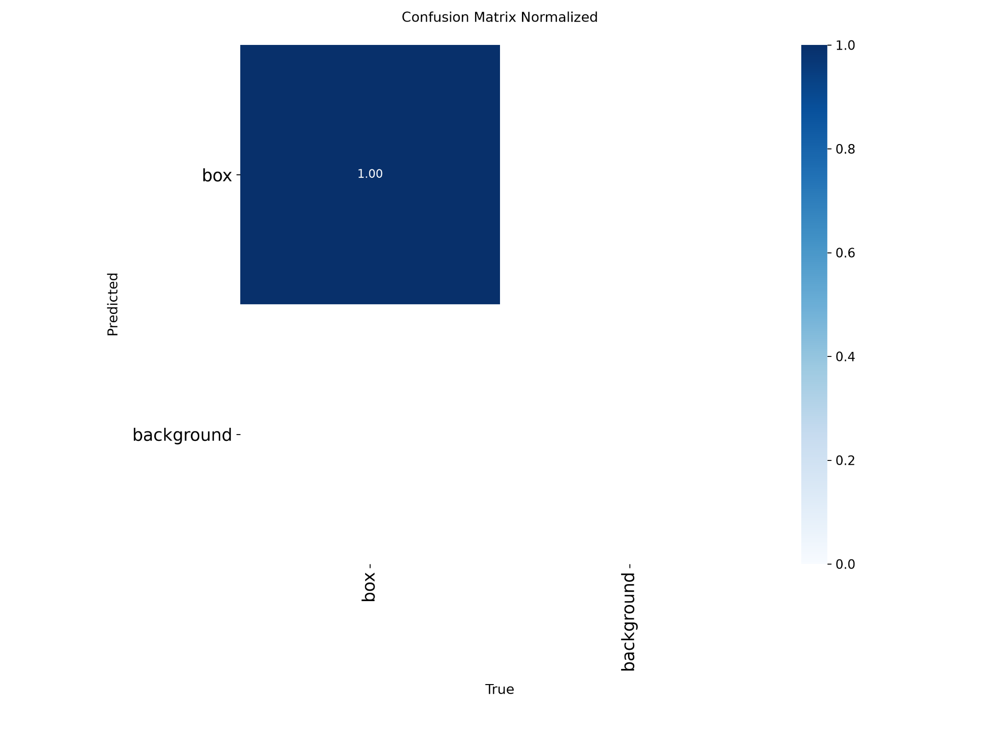 Confusion Matrix Normalized
1.0
0.8
0.6
0.4
0.2
0.0
Predicted
box
1.00
background
box
background
True